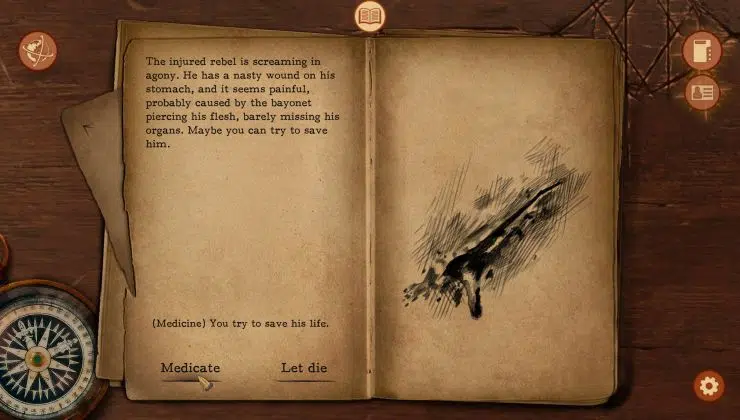 The injured rebel is screaming in
agony. He has a nasty wound on his
stomach, and it seems painful,
probably caused by the bayonet
piercing his flesh, barely missing his
organs. Maybe you can try to save
him.
(Medicine) You try to save his life.
Medicate
Let die